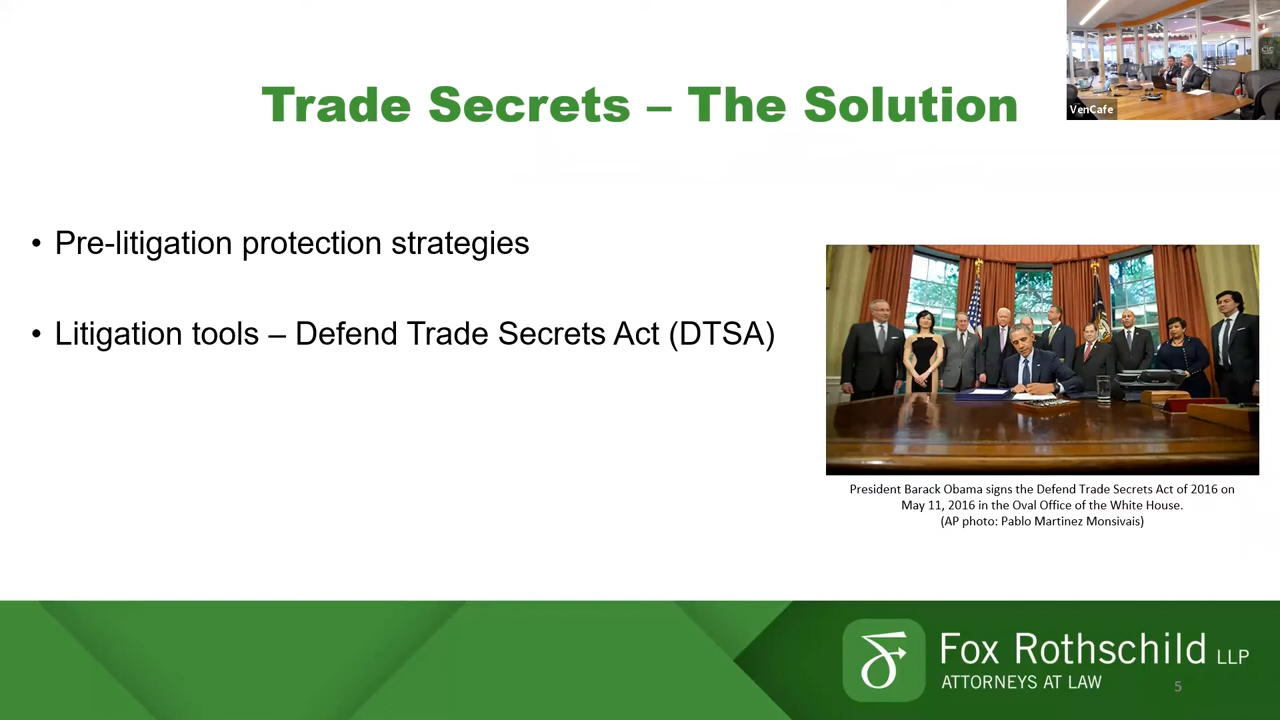 Trade Secrets – The Solution
CIC
VenCafe
• Pre-litigation protection strategies
• Litigation tools – Defend Trade Secrets Act (DTSA)
President Barack Obama signs the Defend Trade Secrets Act of 2016 on
May 11, 2016 in the Oval Office of the White House.
(AP photo: Pablo Martinez Monsivais)
Fox Rothschild LLP
ATTORNEYS AT LAW
5